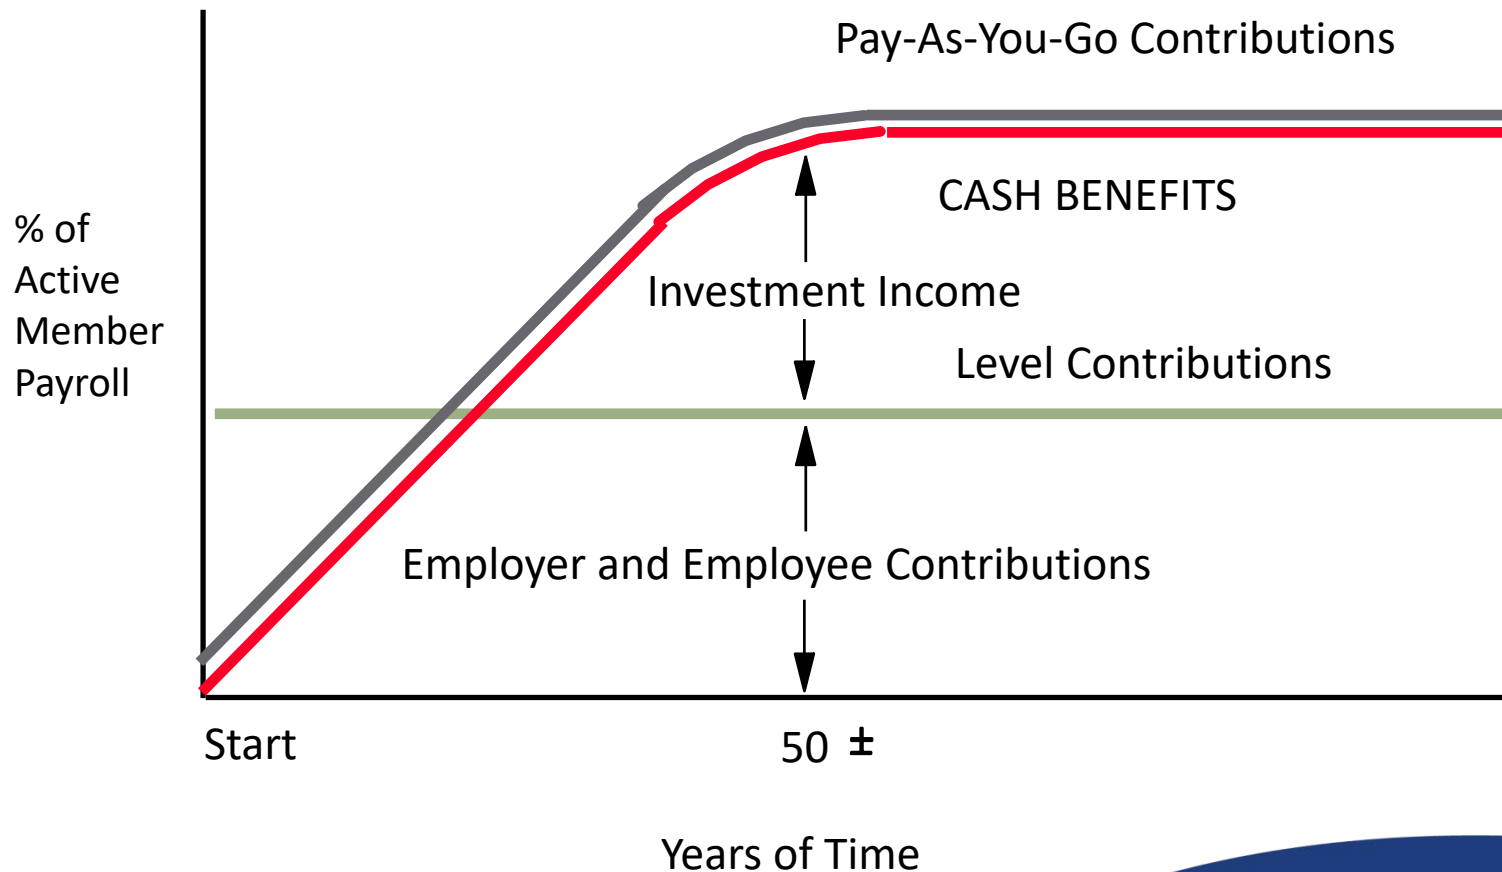 Pay-As-You-Go Contributions
CASH BENEFITS
% of
Active
Member
Payroll
Investment Income
Level Contributions
Employer and Employee Contributions
Start
50 ±
Years of Time